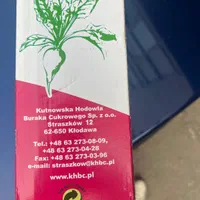 Kutnowska Hodowla
Buraka Cukrowego Sp. z o.o.
Straszków 12
62-650 Kłodawa
Tel.: +48 63 273-08-09,
+48 63 273-04-28
Fax: +48 63 273-03-96
e-mail: straszkow@khbc.pl
www.khbc.pl